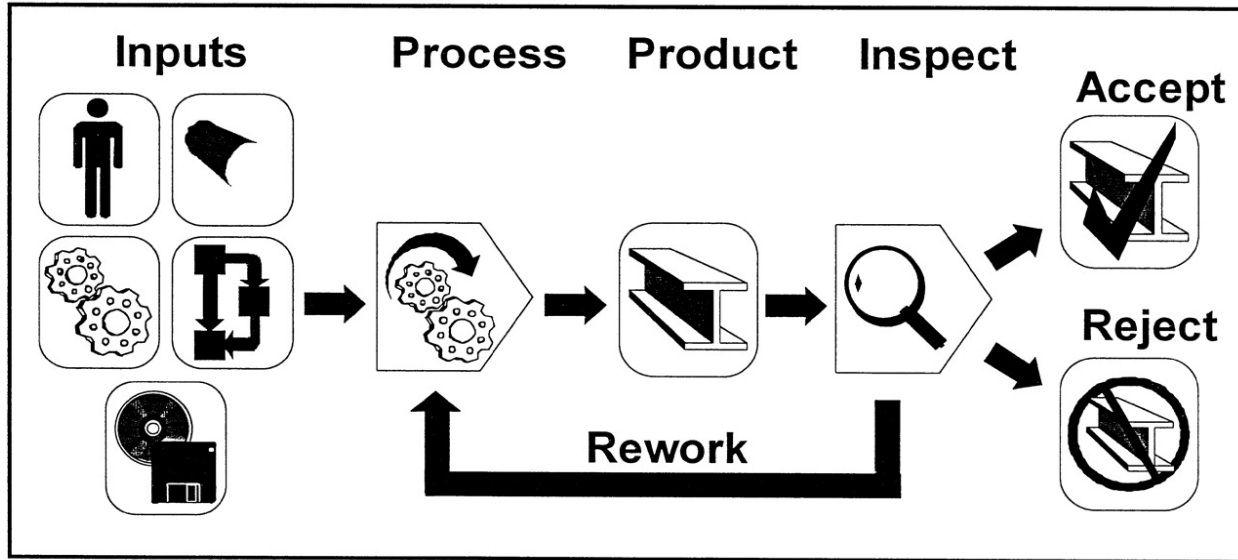 Inputs
Process
Product
Inspect
Accept
Reject
Rework